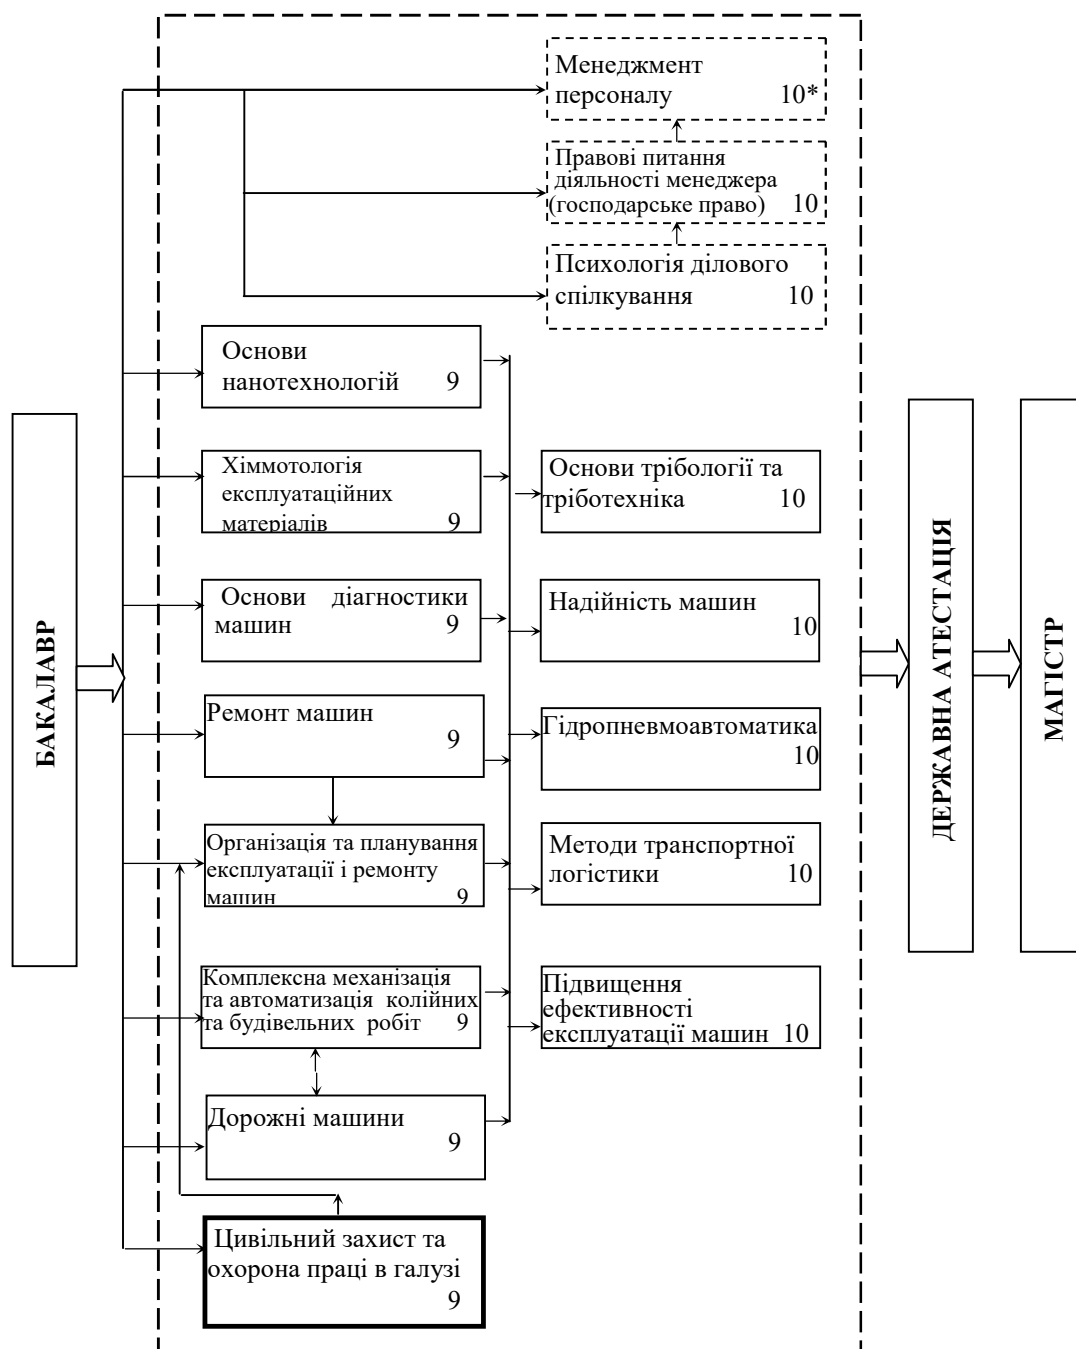 Менеджмент
персоналу 10*
Правові питання
діяльності менеджера
(господарське право) 10
Психологія ділового
спілкування 10
Основи
нанотехнологій 9
Хіммотологія
експлуатаційних
матеріалів 9
Основи трібології та
тріботехніка 10
Основи діагностики
машин 9
Надійність машин
10
Ремонт машин
9
Гідропневмоавтоматика
10
Організація та планування
експлуатації і ремонту
машин 9
Методи транспортної
логістики 10
Комплексна механізація
та автоматизація колійних
та будівельних робіт 9
Підвищення
ефективності
експлуатації машин 10
Дорожні машини
9
Цивільний захист та
охорона праці в галузі
9
БАКАЛАВР
ДЕРЖАВНА АТЕСТАЦІЯ
МАГІСТР